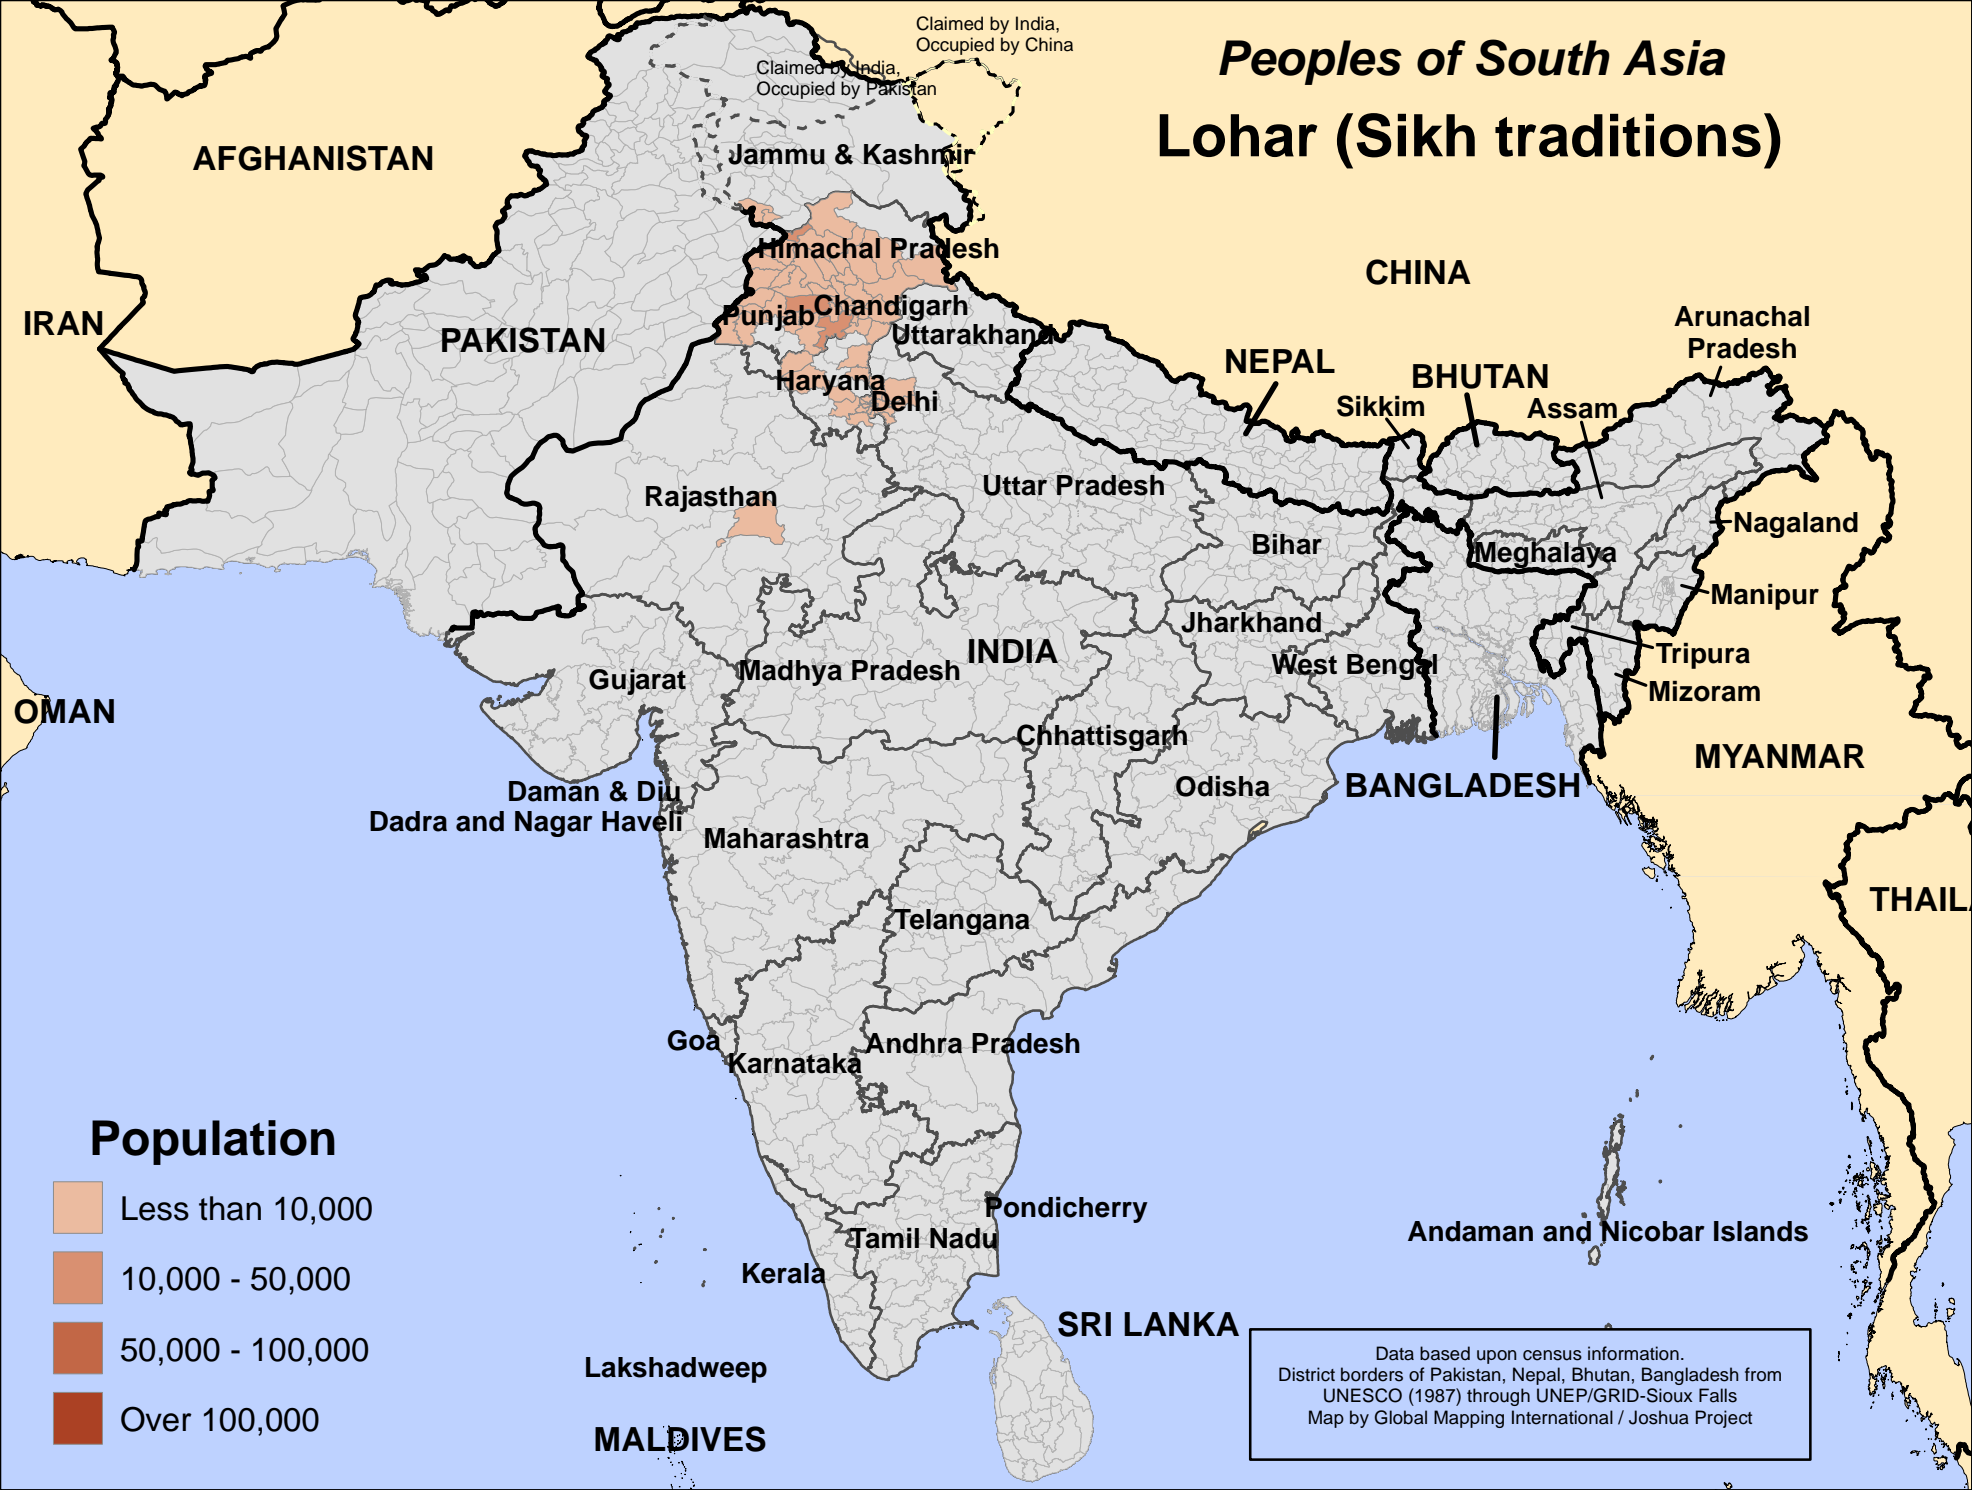 Claimed by India,
Occupied by China
Peoples of South Asia
Lohar (Sikh traditions)
Claimed by India,
Occupied by Pakistan
AFGHANISTAN
Jammu & Kashmir
Himachal Pradesh
CHINA
IRAN
PAKISTAN
Punjab
Chandigarh
Uttarakhand
Arunachal
Pradesh
NEPAL
BHUTAN
Haryana
Delhi
Sikkim
Assam
Rajasthan
Uttar Pradesh
Nagaland
Bihar
Meghalaya
Manipur
Jharkhand
INDIA
Tripura
West Bengal
Madhya Pradesh
Gujarat
Mizoram
OMAN
Chhattisgarh
MYANMAR
Odisha
BANGLADESH
Daman & Diu
Dadra and Nagar Haveli
Maharashtra
THAIL
Telangana
Goa
Andhra Pradesh
Karnataka
Population
Less than 10,000
10,000 - 50,000
50,000 - 100,000
Over 100,000
Pondicherry
Tamil Nadu
Andaman and Nicobar Islands
Kerala
SRI LANKA
Lakshadweep
MALDIVES
Data based upon census information.
District borders of Pakistan, Nepal, Bhutan, Bangladesh from
UNESCO (1987) through UNEP/GRID-Sioux Falls
Map by Global Mapping International / Joshua Project